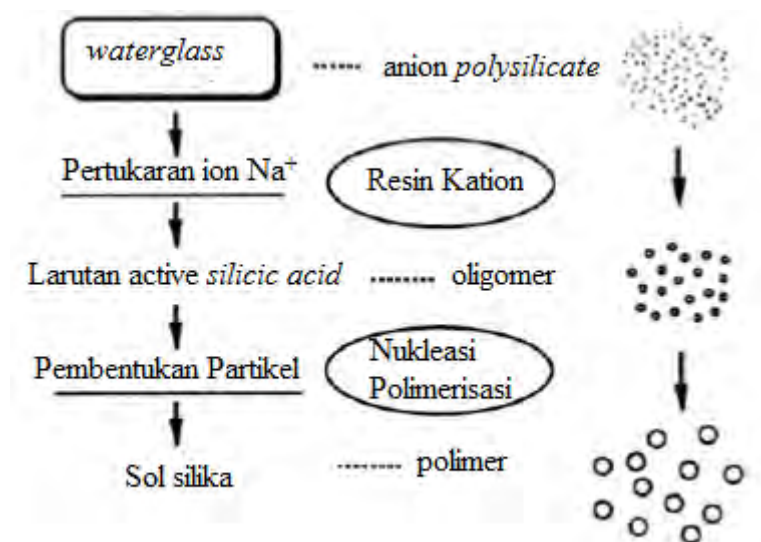 waterglass
anion polysilicate
Pertukaran ion Na⁺
Resin Kation
Larutan active silicic acid
oligomer
Pembentukan Partikel
Nukleasi
Polimerisasi
Sol silika
polimer